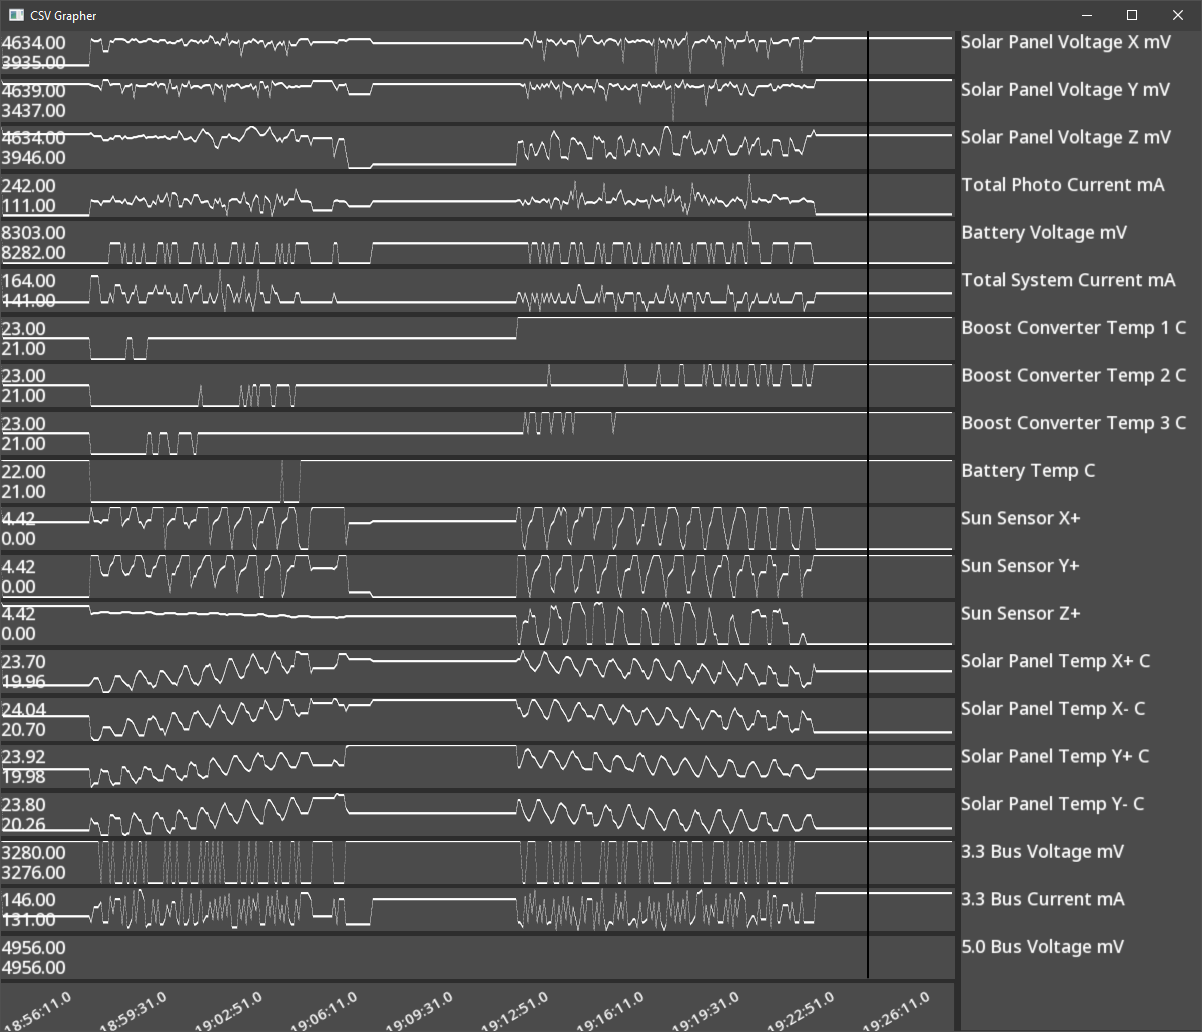 CSV Grapher
4634.00
3935.00
Solar Panel Voltage X mV
4639.00
3437.00
Solar Panel Voltage Y mV
4634.00
3946.00
Solar Panel Voltage Z mV
242.00
111.00
Total Photo Current mA
8303.00
8282.00
Battery Voltage mV
164.00
141.00
Total System Current mA
23.00
21.00
Boost Converter Temp 1 C
23.00
21.00
Boost Converter Temp 2 C
23.00
21.00
Boost Converter Temp 3 C
22.00
21.00
Battery Temp C
4.42
0.00
Sun Sensor X+
4.42
0.00
Sun Sensor Y+
4.42
0.00
Sun Sensor Z+
23.70
19.96
Solar Panel Temp X+ C
24.04
20.70
Solar Panel Temp X- C
23.92
19.98
Solar Panel Temp Y+ C
23.80
20.26
Solar Panel Temp Y- C
3280.00
3276.00
3.3 Bus Voltage mV
146.00
131.00
3.3 Bus Current mA
4956.00
4956.00
5.0 Bus Voltage mV
18:56:11.0
18:59:31.0
19:02:51.0
19:06:11.0
19:09:31.0
19:12:51.0
19:16:11.0
19:19:31.0
19:22:51.0
19:26:11.0